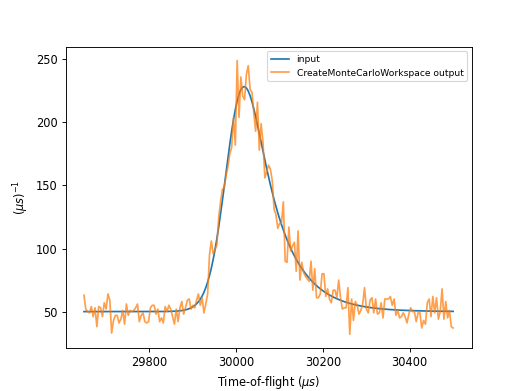 input
CreateMonteCarloWorkspace output
250
200
150
100
50
(μs)⁻¹
29800 30000 30200 30400
Time-of-flight (μs)